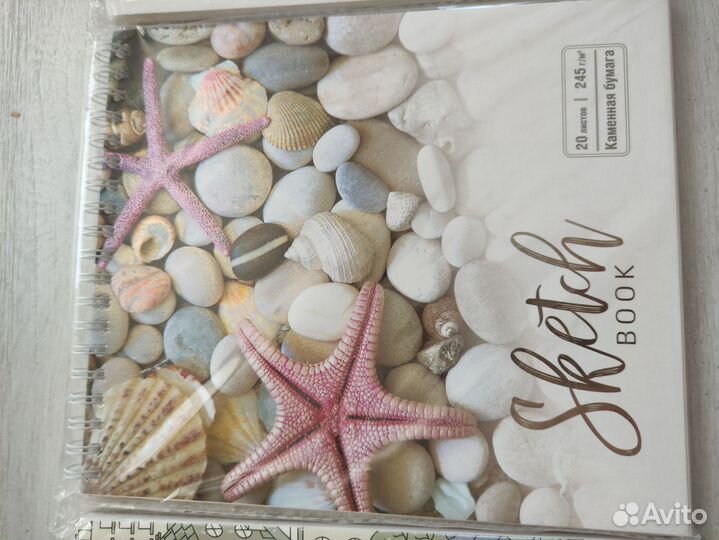 20 листов | 245 г/м²
Каменная бумага
Sketch
BOOK
Avito